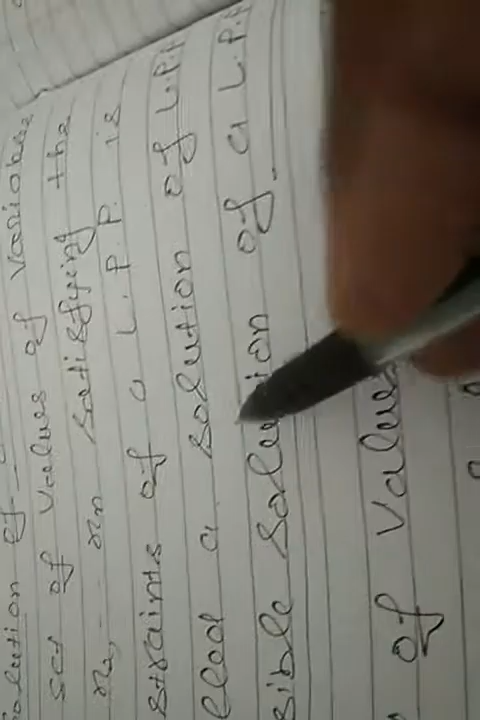 solution of
set of values of variables
x2, -- xn satisfying the
straints of a L.P.P. is
lled a solution of L.P.P
sible solution of a L.P.P
of values